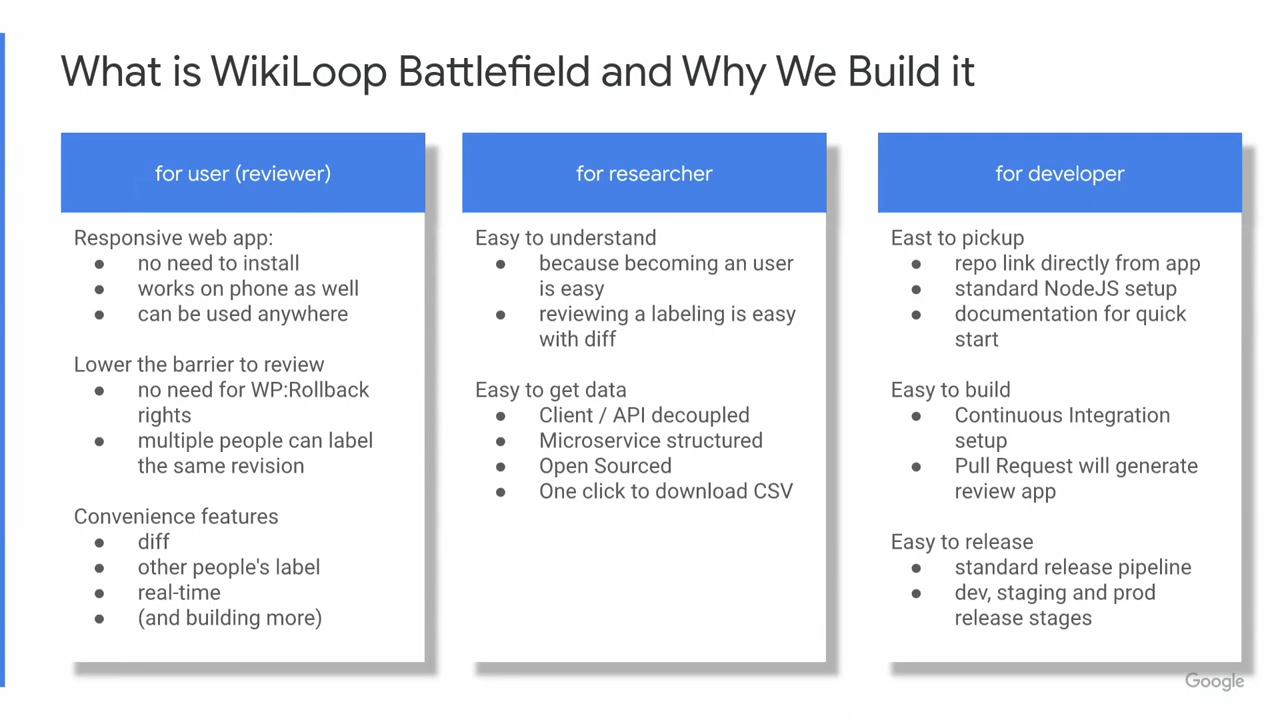 What is WikiLoop Battlefield and Why We Build it
for user (reviewer)
Responsive web app:
● no need to install
● works on phone as well
● can be used anywhere
Lower the barrier to review
● no need for WP:Rollback
rights
● multiple people can label
the same revision
Convenience features
● diff
● other people's label
● real-time
● (and building more)
for researcher
Easy to understand
● because becoming an user
is easy
● reviewing a labeling is easy
with diff
Easy to get data
● Client / API decoupled
● Microservice structured
● Open Sourced
● One click to download CSV
for developer
East to pickup
● repo link directly from app
● standard NodeJS setup
● documentation for quick
start
Easy to build
● Continuous Integration
setup
● Pull Request will generate
review app
Easy to release
● standard release pipeline
● dev, staging and prod
release stages
Google